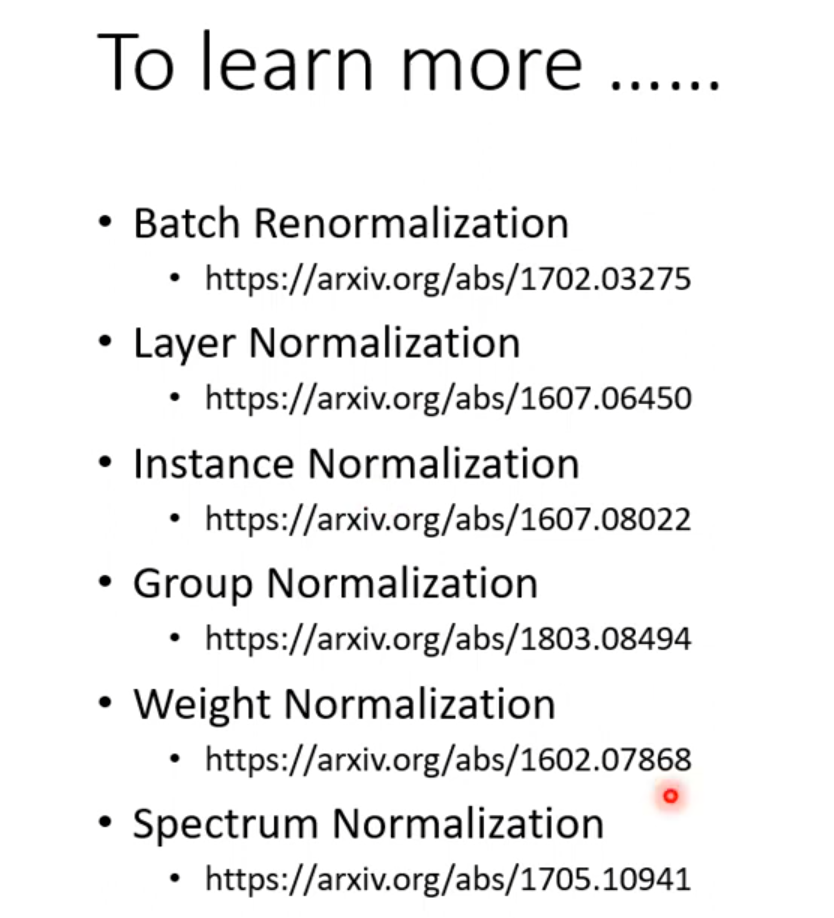 To learn more ......
• Batch Renormalization
• https://arxiv.org/abs/1702.03275
• Layer Normalization
• https://arxiv.org/abs/1607.06450
• Instance Normalization
• https://arxiv.org/abs/1607.08022
• Group Normalization
• https://arxiv.org/abs/1803.08494
• Weight Normalization
• https://arxiv.org/abs/1602.07868
• Spectrum Normalization
• https://arxiv.org/abs/1705.10941